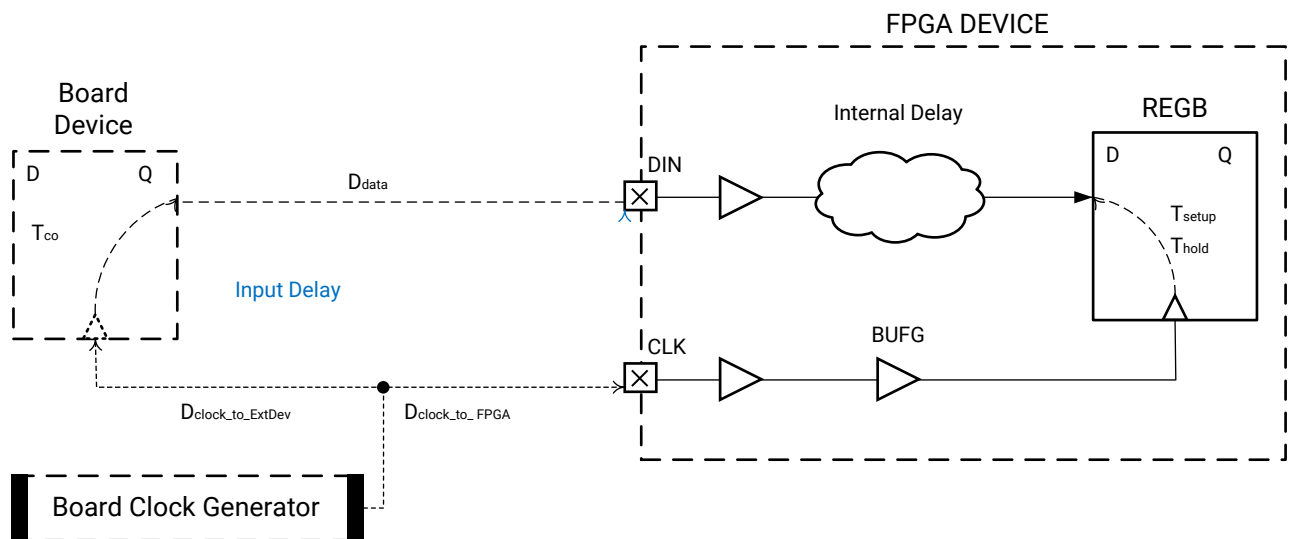 FPGA DEVICE
Board
Device
Internal Delay
REGB
D
Q
Ddata
DIN
D
Q
Tco
Tsetup
Thold
Input Delay
CLK
BUFG
Dclock_to_ExtDev
Dclock_to_ FPGA
Board Clock Generator